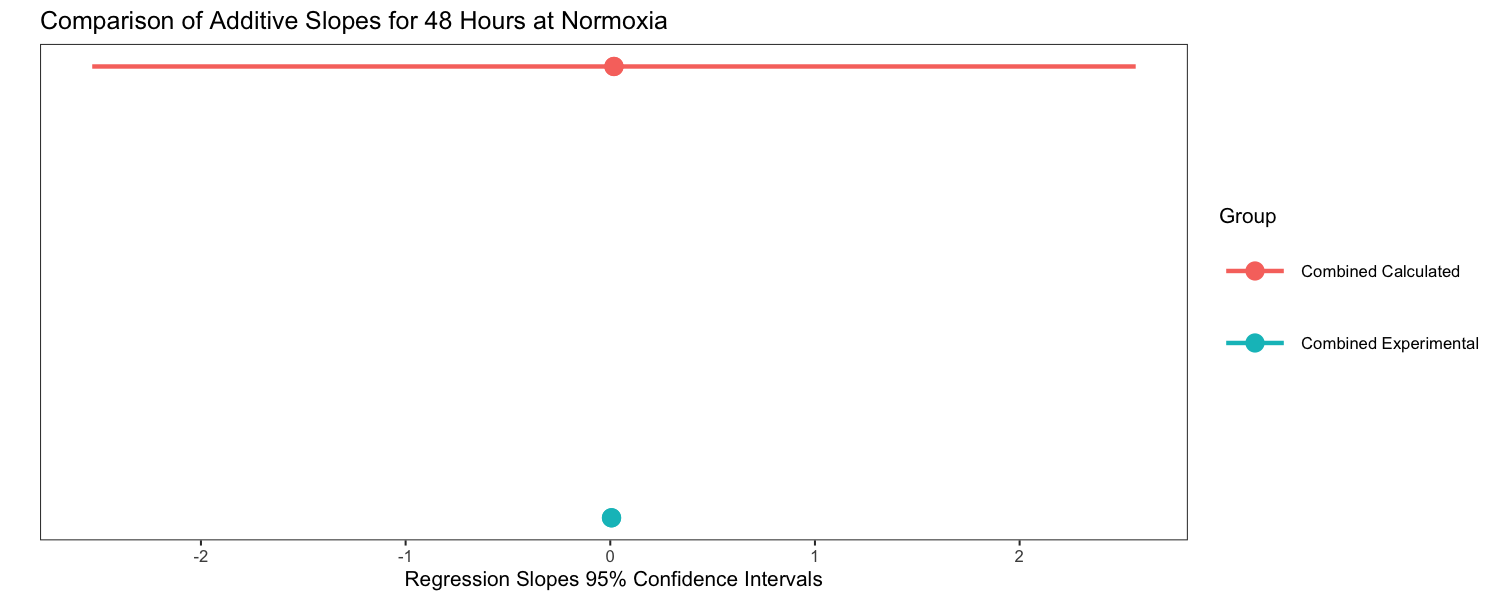 Comparison of Additive Slopes for 48 Hours at Normoxia
Group
Combined Calculated
Combined Experimental
-2 -1 0 1 2
Regression Slopes 95% Confidence Intervals